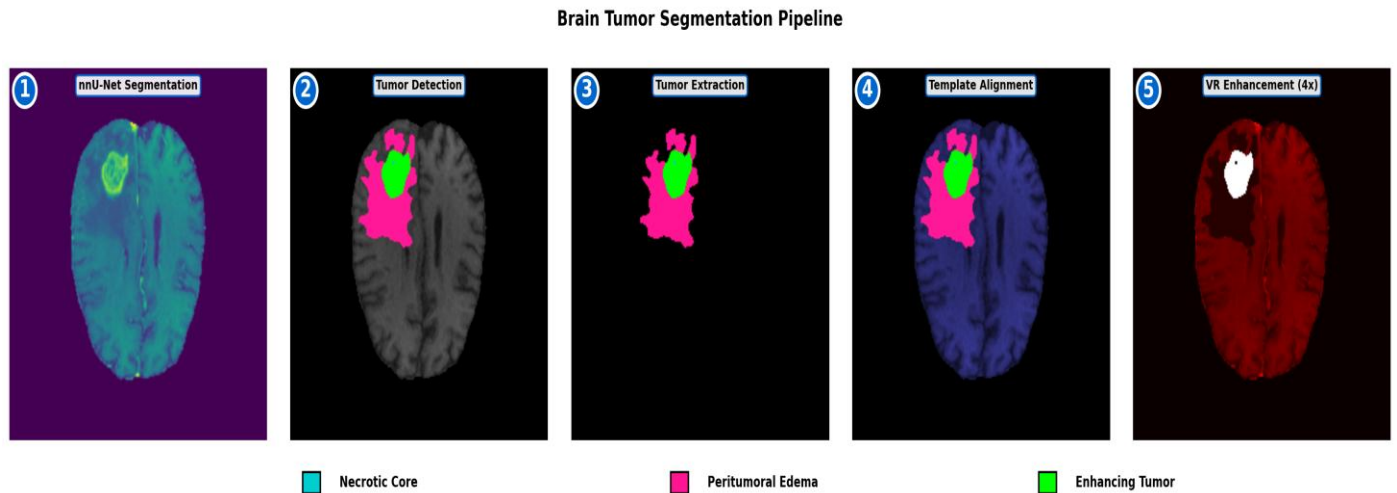 Brain Tumor Segmentation Pipeline
1
nnU-Net Segmentation
2
Tumor Detection
3
Tumor Extraction
4
Template Alignment
5
VR Enhancement (4x)
Necrotic Core
Peritumoral Edema
Enhancing Tumor